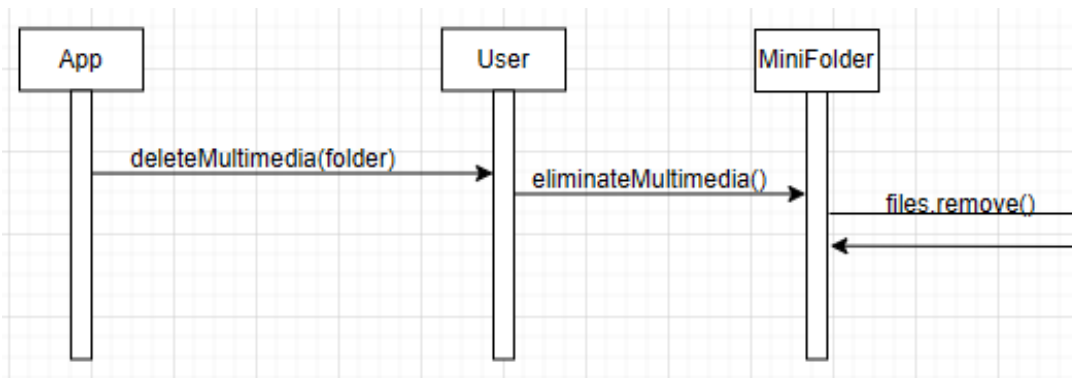 App
User
MiniFolder
deleteMultimedia(folder)
eliminateMultimedia()
files.remove()